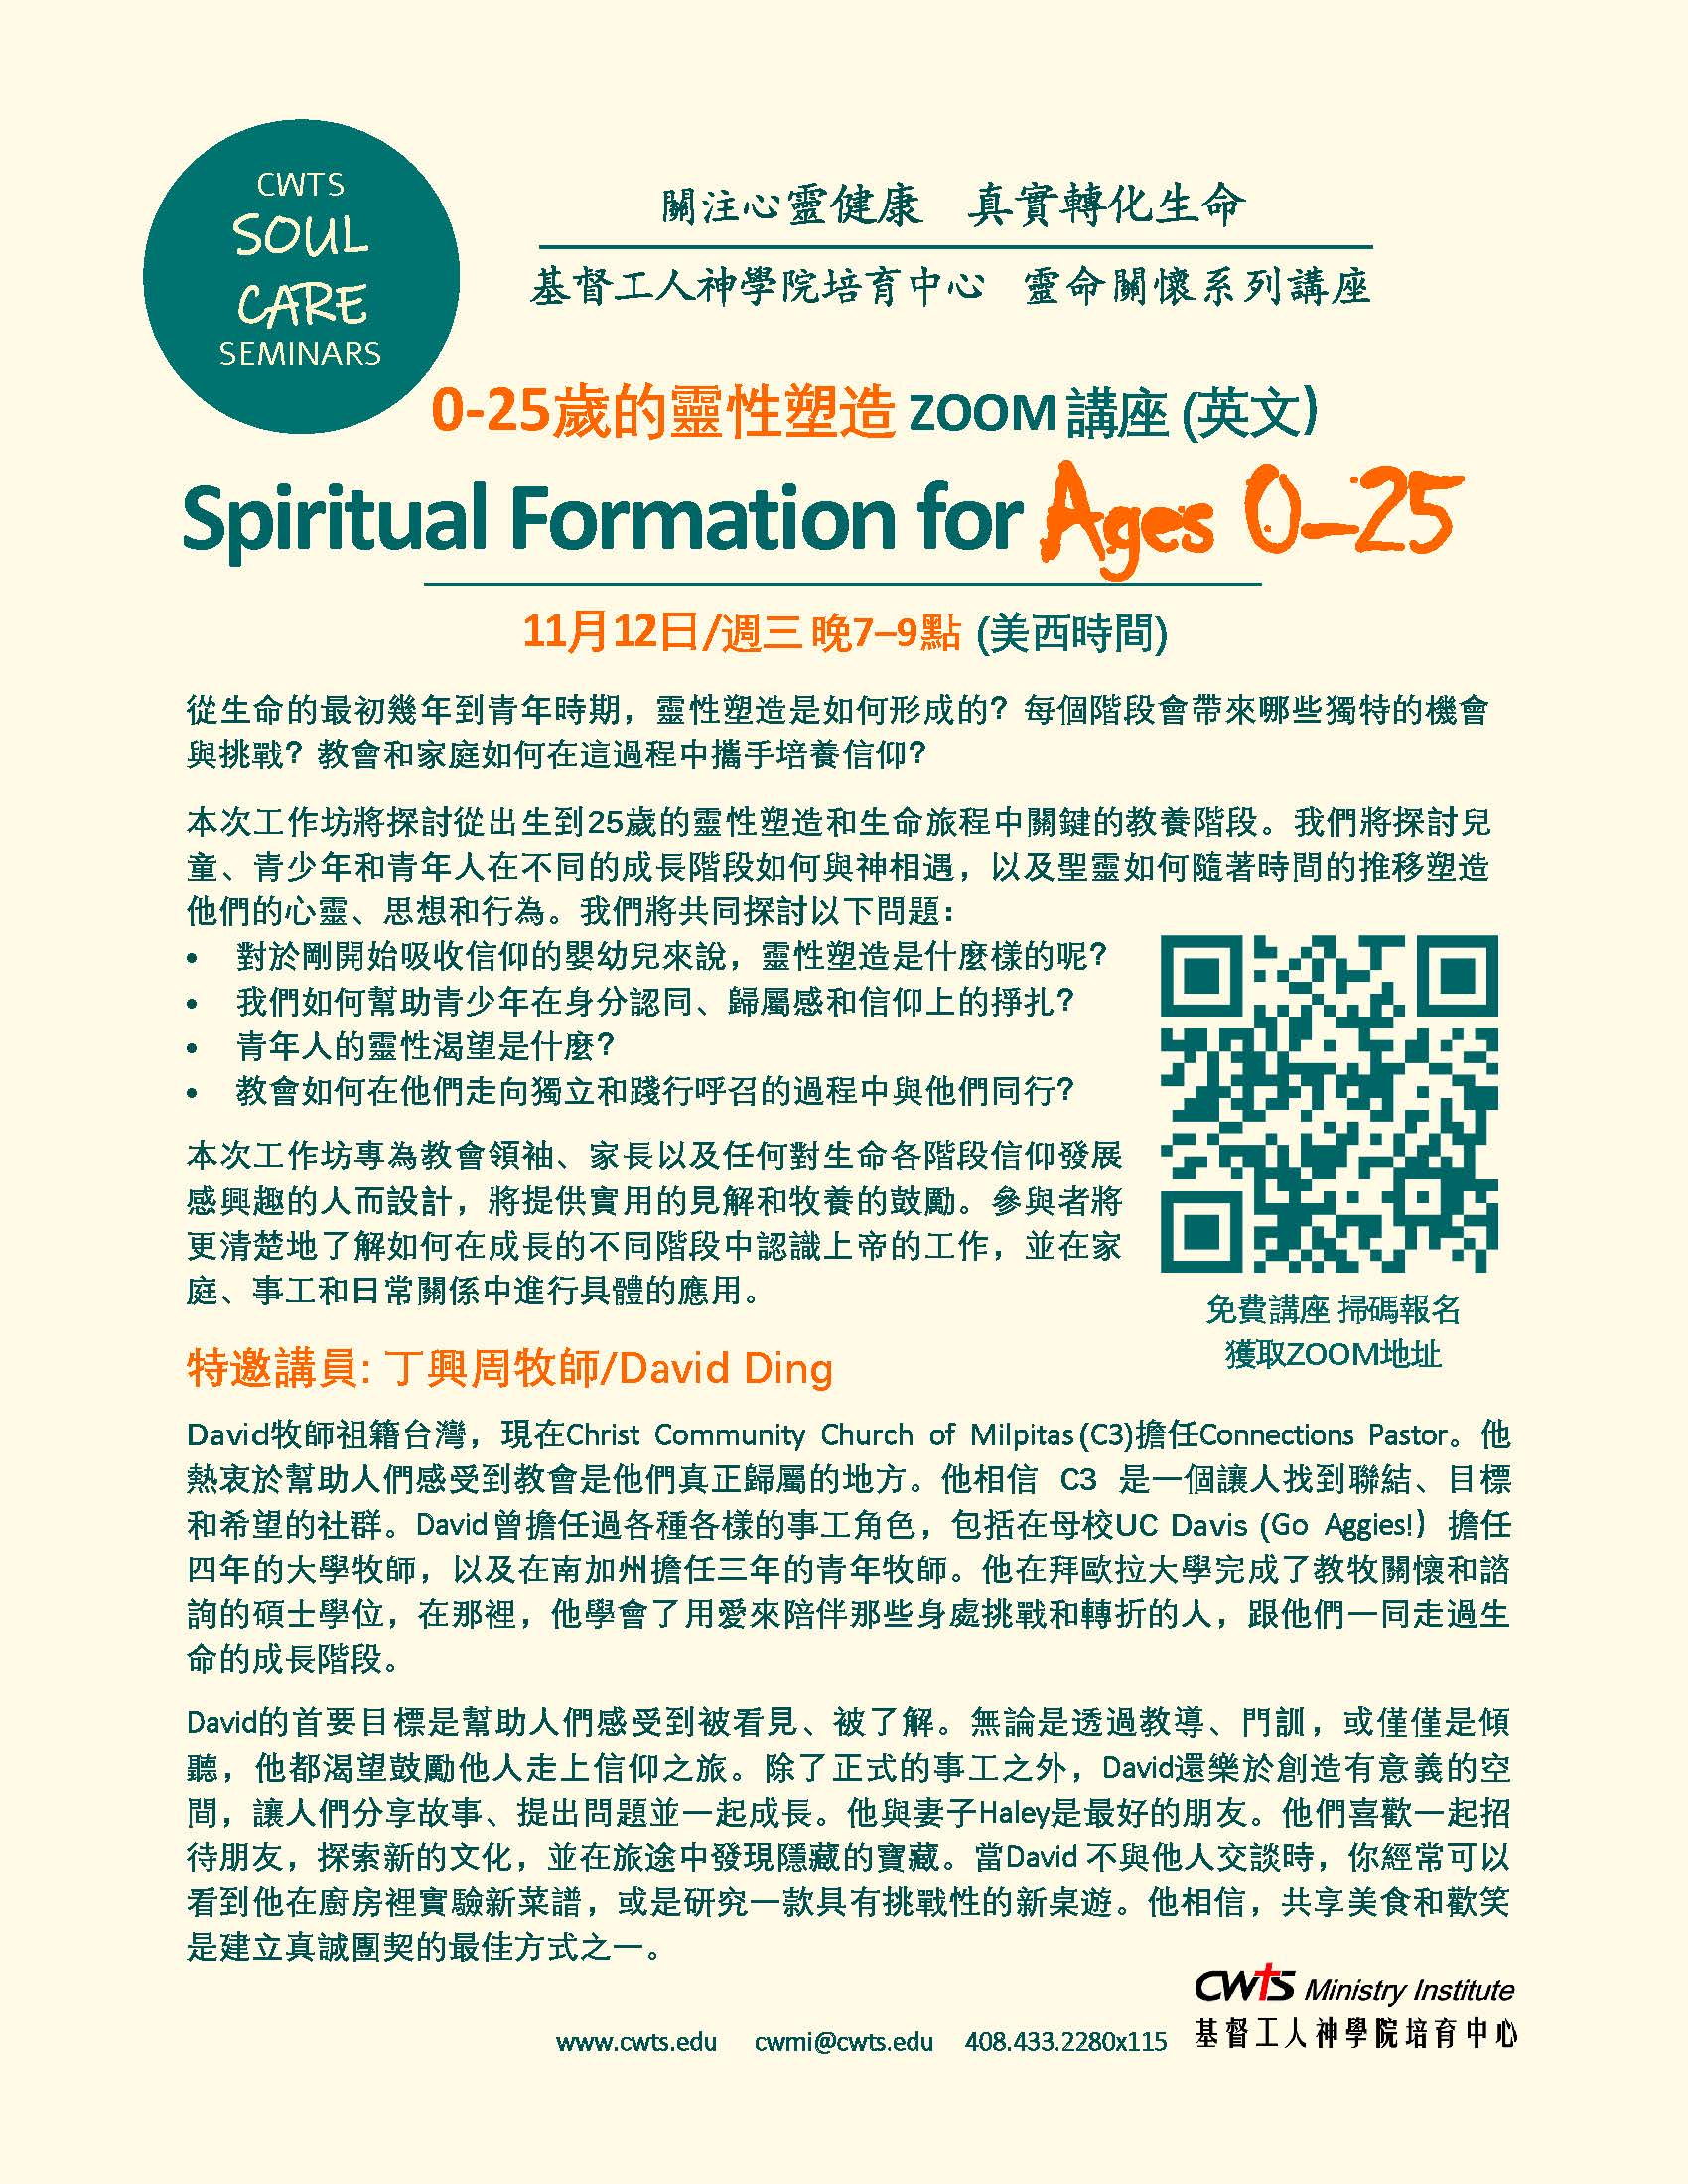 CWTS
SOUL
CARE
SEMINARS
關注心靈健康 真實轉化生命
基督工人神學院培育中心 靈命關懷系列講座
0-25歲的靈性塑造 ZOOM 講座 (英文)
Spiritual Formation for Ages 0–25
11月12日/週三 晚7–9點 (美西時間)
從生命的最初幾年到青年時期，靈性塑造是如何形成的？每個階段會帶來哪些獨特的機會
與挑戰？教會和家庭如何在這過程中攜手培養信仰？
本次工作坊將探討從出生到25歲的靈性塑造和生命旅程中關鍵的教養階段。我們將探討兒
童、青少年和青年人在不同的成長階段如何與神相遇，以及聖靈如何隨著時間的推移塑造
他們的心靈、思想和行為。我們將共同探討以下問題：
• 對於剛開始吸收信仰的嬰幼兒來說，靈性塑造是什麼樣的呢？
• 我們如何幫助青少年在身分認同、歸屬感和信仰上的掙扎？
• 青年人的靈性渴望是什麼？
• 教會如何在他們走向獨立和踐行呼召的過程中與他們同行？
本次工作坊專為教會領袖、家長以及任何對生命各階段信仰發展
感興趣的人而設計，將提供實用的見解和牧養的鼓勵。參與者將
更清楚地了解如何在成長的不同階段中認識上帝的工作，並在家
庭、事工和日常關係中進行具體的應用。
免費講座 掃碼報名
獲取ZOOM地址
特邀講員: 丁興周牧師/David Ding
David牧師祖籍台灣，現在Christ Community Church of Milpitas (C3)擔任Connections Pastor。他
熱衷於幫助人們感受到教會是他們真正歸屬的地方。他相信 C3 是一個讓人找到聯結、目標
和希望的社群。David 曾擔任過各種各樣的事工角色，包括在母校UC Davis (Go Aggies!）擔任
四年的大學牧師，以及在南加州擔任三年的青年牧師。他在拜歐拉大學完成了教牧關懷和諮
詢的碩士學位，在那裡，他學會了用愛來陪伴那些身處挑戰和轉折的人，跟他們一同走過生
命的成長階段。
David的首要目標是幫助人們感受到被看見、被了解。無論是透過教導、門訓，或僅僅是傾
聽，他都渴望鼓勵他人走上信仰之旅。除了正式的事工之外，David還樂於創造有意義的空
間，讓人們分享故事、提出問題並一起成長。他與妻子Haley是最好的朋友。他們喜歡一起招
待朋友，探索新的文化，並在旅途中發現隱藏的寶藏。當David 不與他人交談時，你經常可以
看到他在廚房裡實驗新菜譜，或是研究一款具有挑戰性的新桌遊。他相信，共享美食和歡笑
是建立真誠團契的最佳方式之一。
CWTS Ministry Institute
www.cwts.edu cwmi@cwts.edu 408.433.2280x115 基督工人神學院培育中心